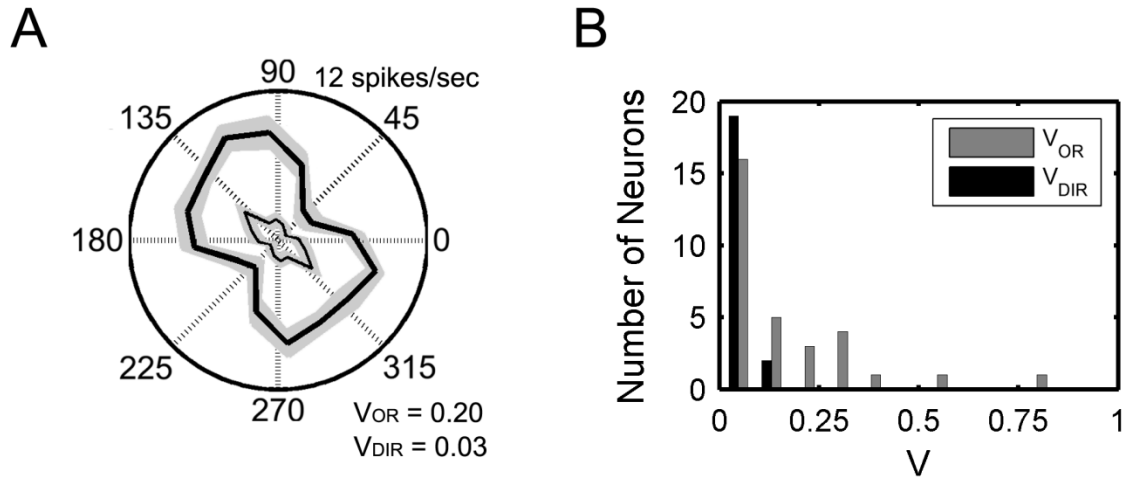 A
90 12 spikes/sec
135 45
180 0
225 315
270
VOR = 0.20
VDIR = 0.03
B
Number of Neurons
20
15
10
5
0
VOR
VDIR
0 0.25 0.5 0.75 1
V